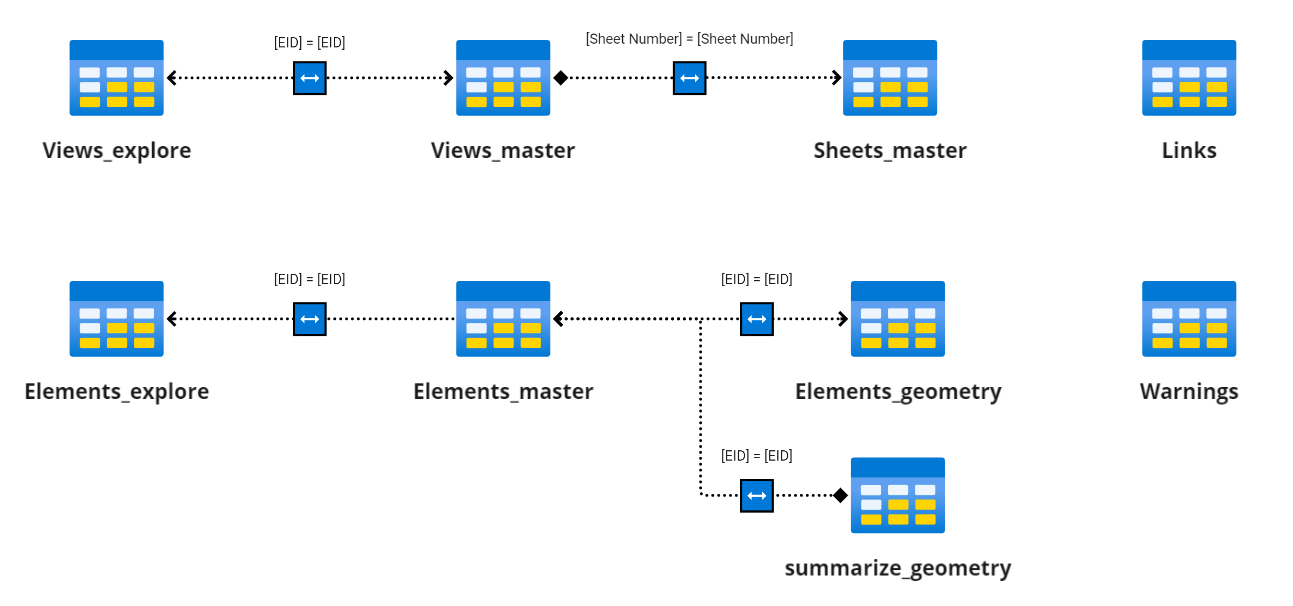 [EID] = [EID]
[Sheet Number] = [Sheet Number]
Views_explore
Views_master
Sheets_master
Links
[EID] = [EID]
[EID] = [EID]
Elements_explore
Elements_master
Elements_geometry
Warnings
[EID] = [EID]
summarize_geometry